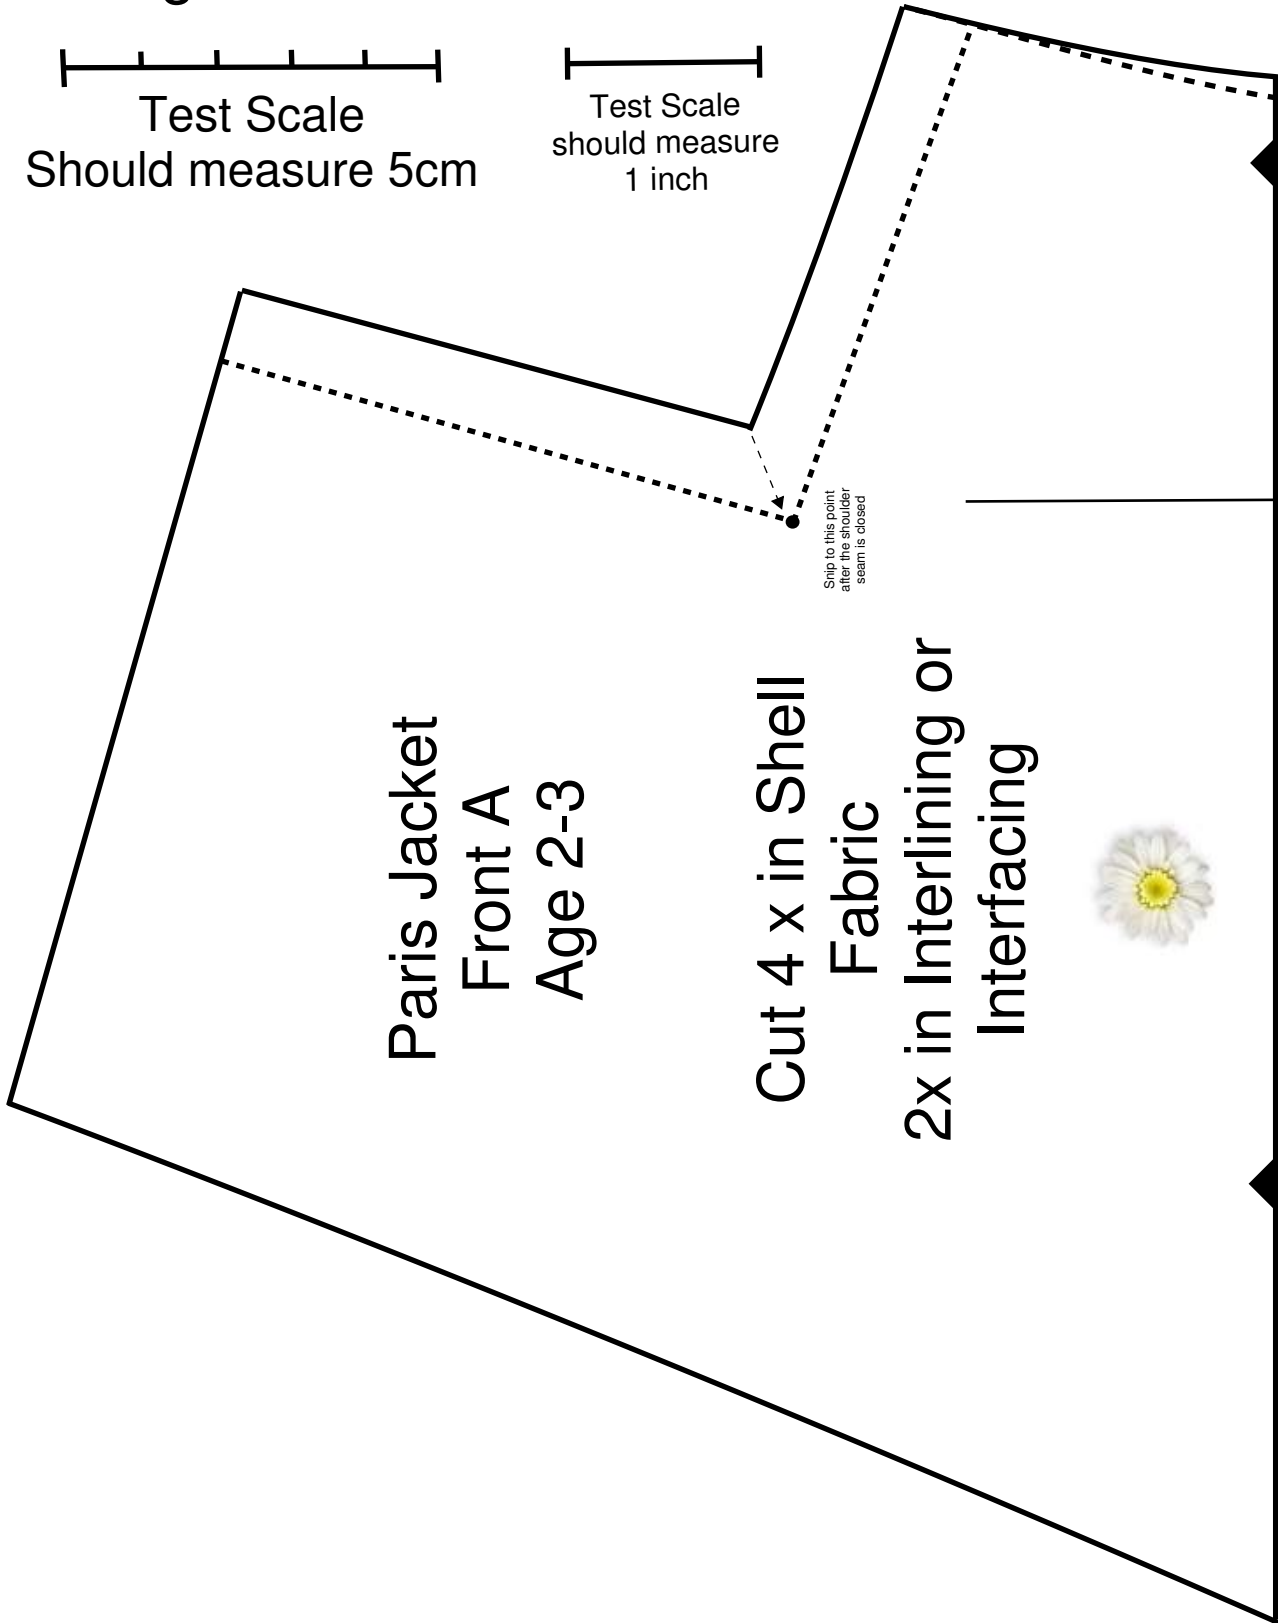 Test Scale
Should measure 5cm
Test Scale
should measure
1 inch
Snip to this point
after the shoulder
seam is closed
Paris Jacket
Front A
Age 2-3
Cut 4 x in Shell
Fabric
2x in Interlining or
Interfacing